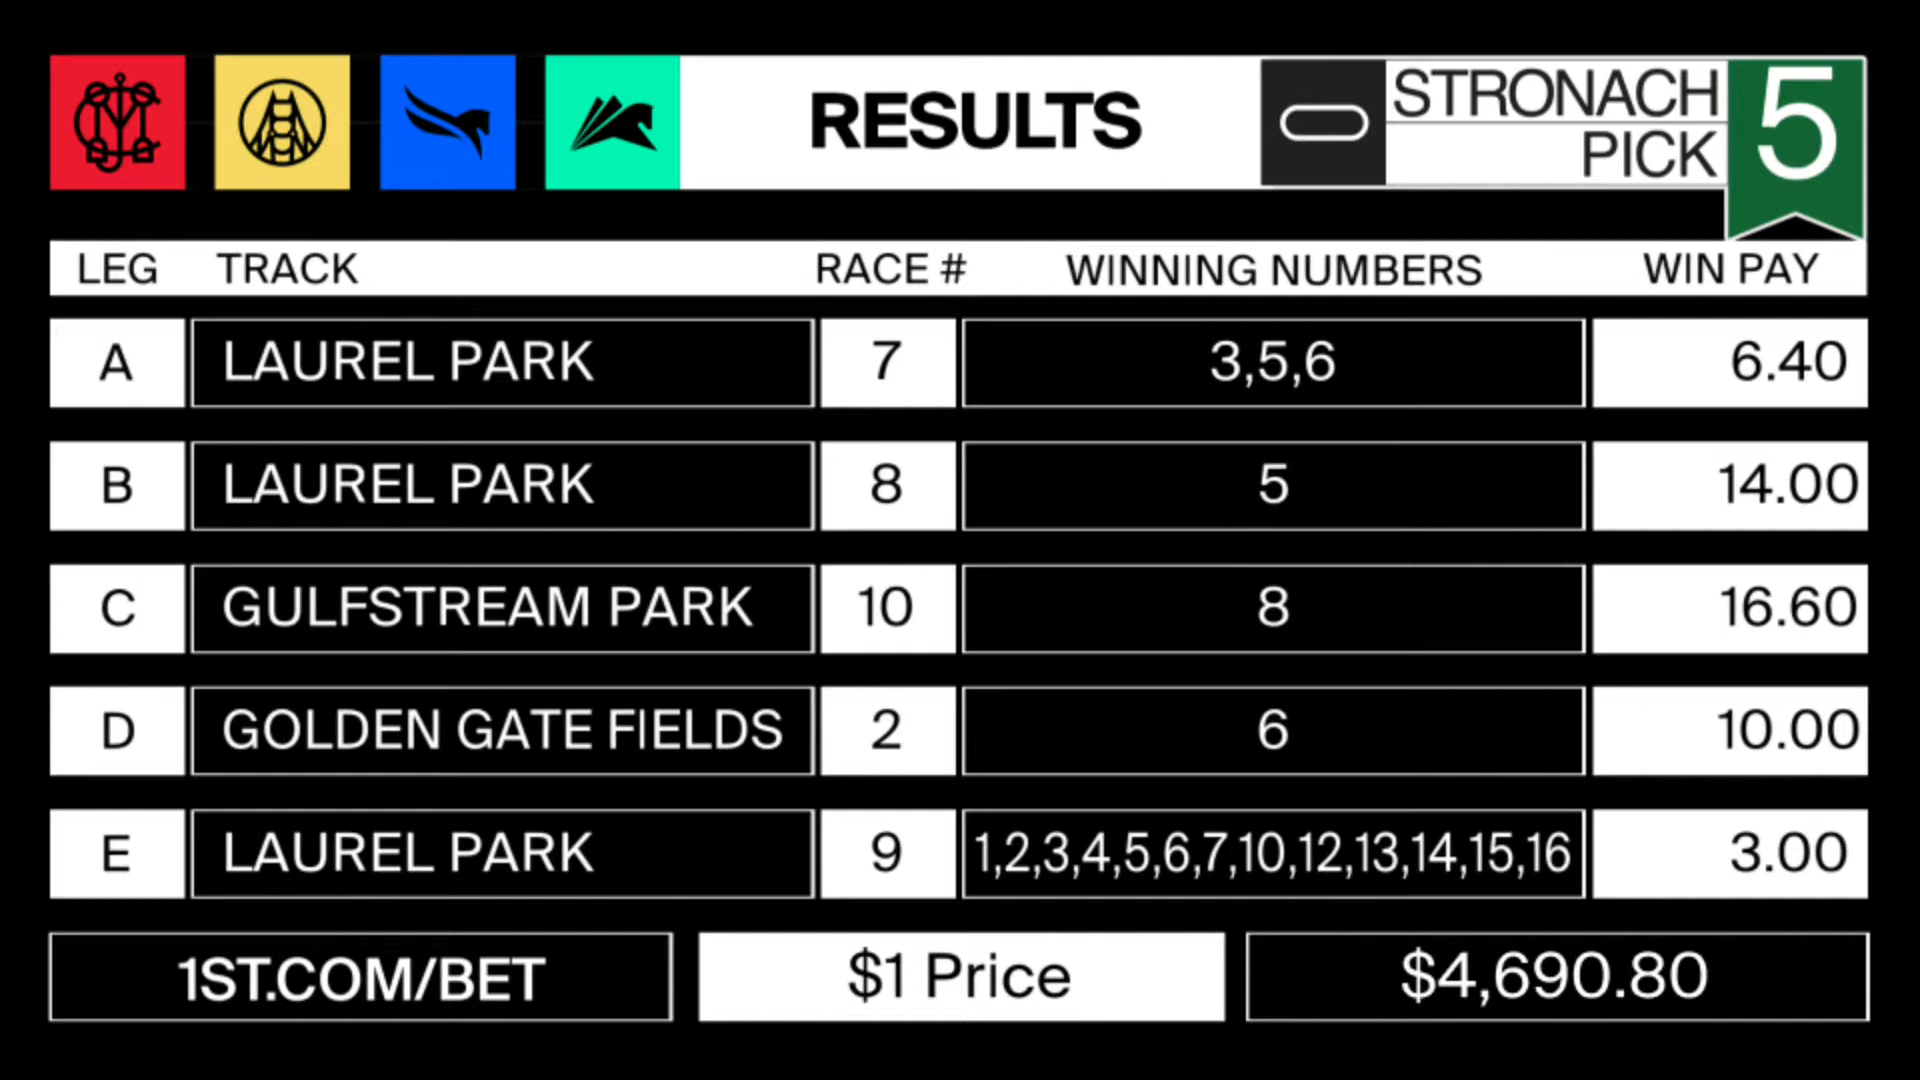 RESULTS
STRONACH
PICK
5
LEG TRACK RACE # WINNING NUMBERS WIN PAY
A LAUREL PARK 7 3,5,6 6.40
B LAUREL PARK 8 5 14.00
C GULFSTREAM PARK 10 8 16.60
D GOLDEN GATE FIELDS 2 6 10.00
E LAUREL PARK 9 1,2,3,4,5,6,7,10,12,13,14,15,16 3.00
1ST.COM/BET $1 Price $4,690.80